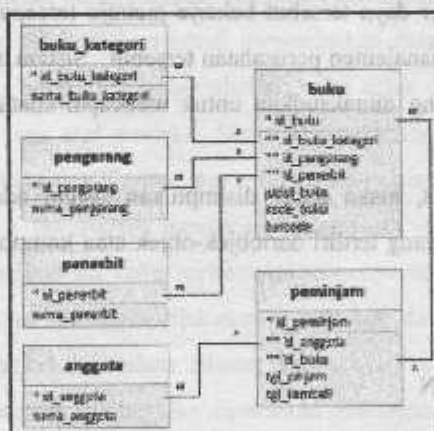 buku_kategori
* id_buku_kategori
nama_buku_kategori
pengarang
* id_pengarang
nama_pengarang
penerbit
* id_penerbit
nama_penerbit
anggota
* id_anggota
nama_anggota
buku
* id_buku
** id_buku_kategori
** id_pengarang
** id_penerbit
judul_buku
kode_buku
barcode
peminjam
* id_peminjam
** id_anggota
** id_buku
tgl_pinjam
tgl_kembali